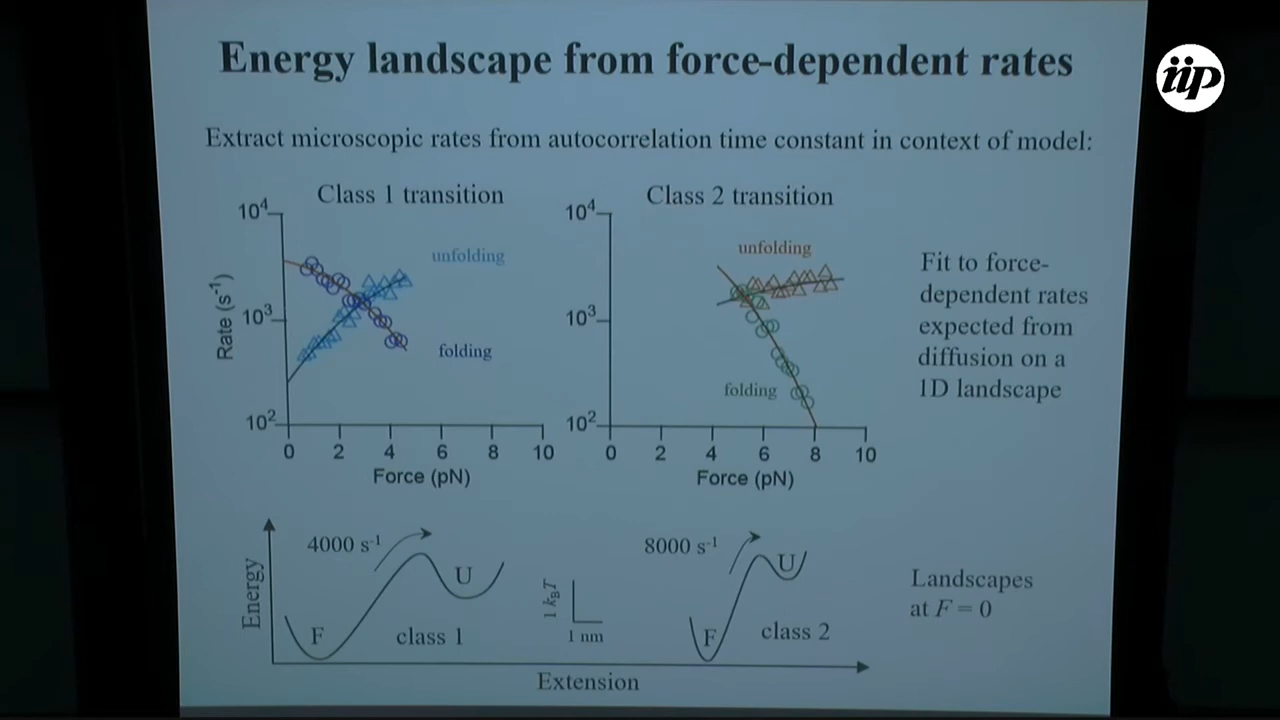 Energy landscape from force-dependent rates
iip
Extract microscopic rates from autocorrelation time constant in context of model:
Class 1 transition
Class 2 transition
10⁴
10³
10²
Rate (s⁻¹)
unfolding
folding
0 2 4 6 8 10
Force (pN)
10⁴
10³
10²
unfolding
folding
0 2 4 6 8 10
Force (pN)
Fit to force-
dependent rates
expected from
diffusion on a
1D landscape
Energy
4000 s⁻¹
F
U
class 1
1 kBT
1 nm
8000 s⁻¹
F
U
class 2
Extension
Landscapes
at F = 0